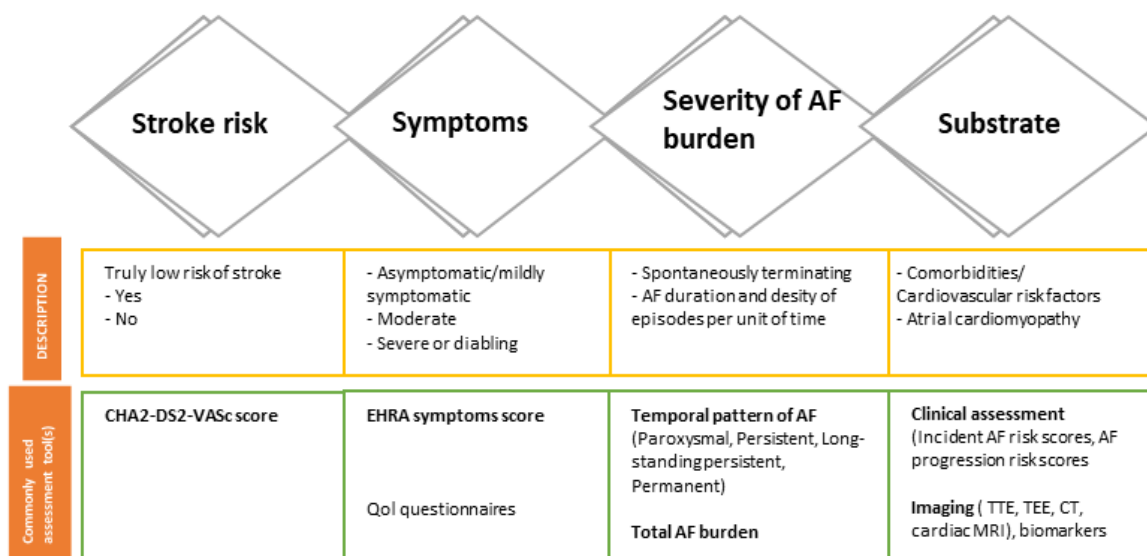 Stroke risk
Symptoms
Severity of AF
burden
Substrate
DESCRIPTION
Truly low risk of stroke
- Yes
- No
- Asymptomatic/mildly
symptomatic
- Moderate
- Severe or diabling
- Spontaneously terminating
- AF duration and desity of
episodes per unit of time
- Comorbidities/
Cardiovascular risk factors
- Atrial cardiomyopathy
Commonly used
assessment tool(s)
CHA2-DS2-VASc score
EHRA symptoms score
Qol questionnaires
Temporal pattern of AF
(Paroxysmal, Persistent, Long-
standing persistent,
Permanent)
Total AF burden
Clinical assessment
(Incident AF risk scores, AF
progression risk scores
Imaging ( TTE, TEE, CT,
cardiac MRI), biomarkers